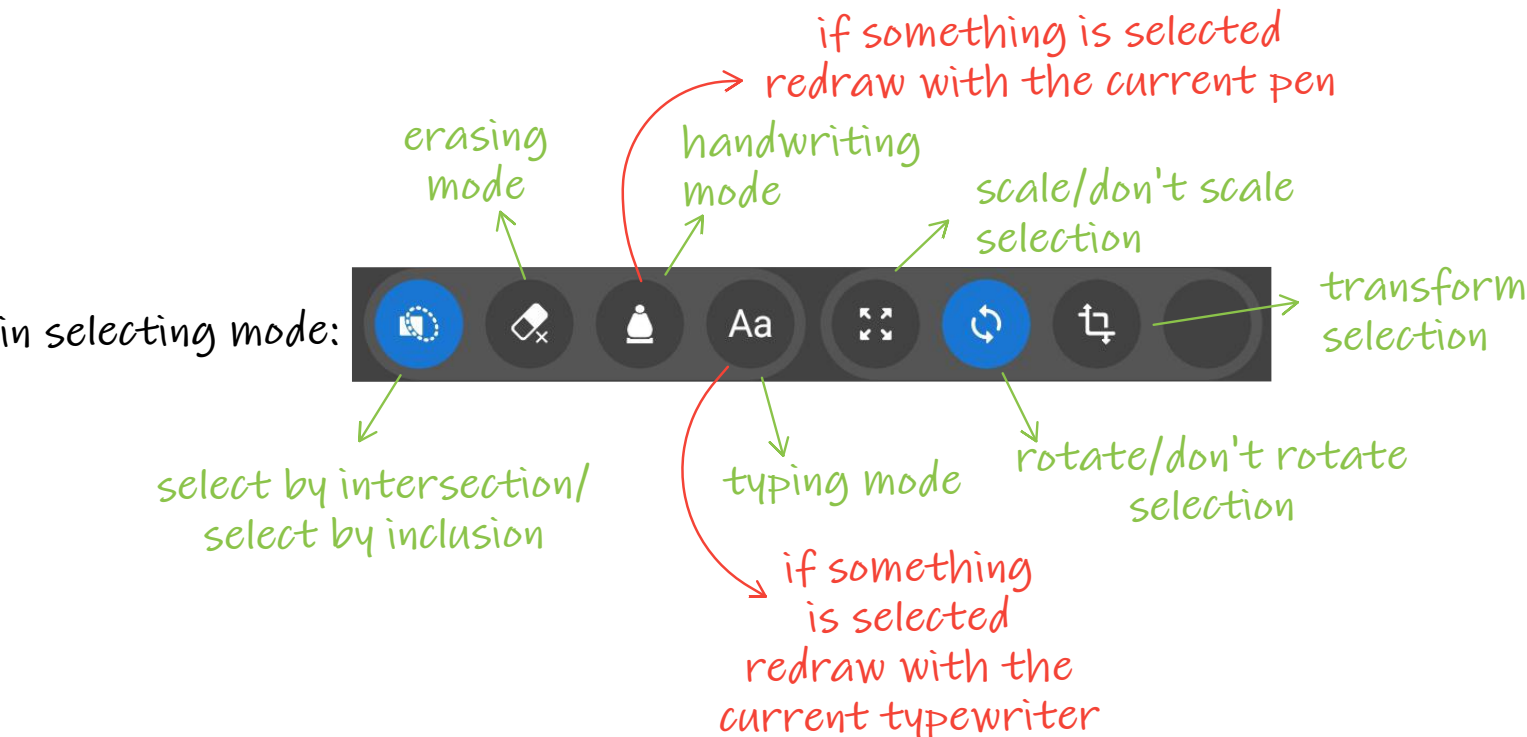 if something is selected
redraw with the current pen
erasing
mode
handwriting
mode
scale/don't scale
selection
transform
selection
in selecting mode:
Aa
select by intersection/
select by inclusion
typing mode
rotate/don't rotate
selection
if something
is selected
redraw with the
current typewriter